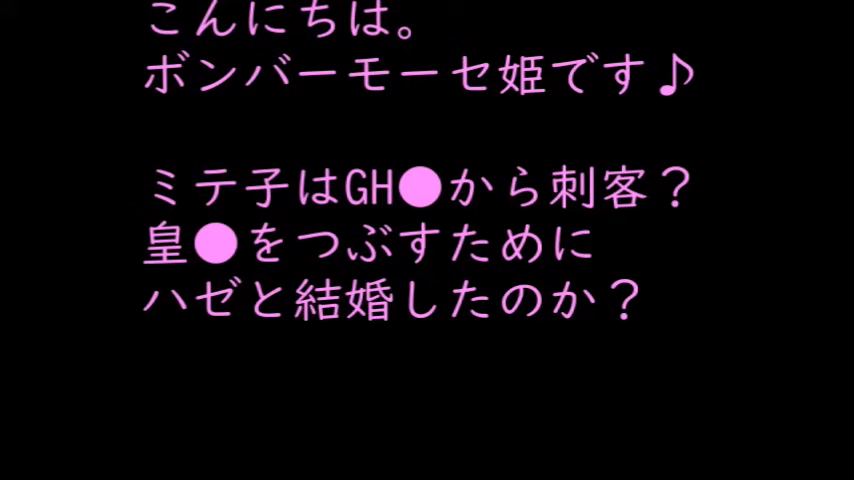 こんにちは。
ボンバーモーセ姫です♪
ミテ子はGH●から刺客？
皇●をつぶすために
ハゼと結婚したのか？